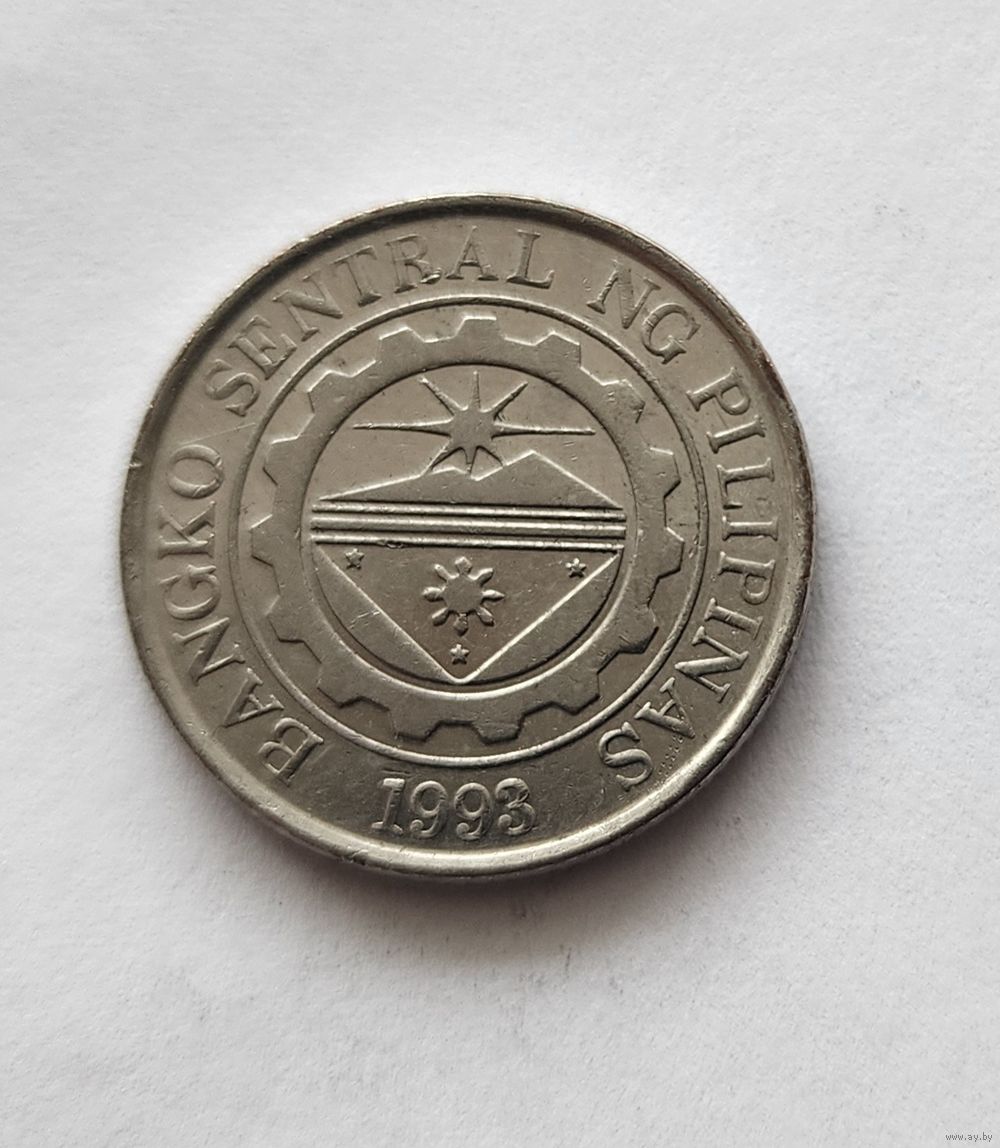 BANGKO SENTRAL NG PILIPINAS
1993
www.ay.by